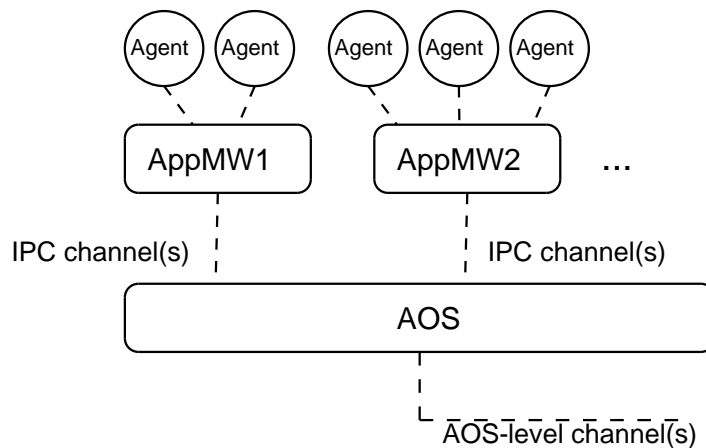 Agent Agent Agent Agent Agent
AppMW1 AppMW2 ...
IPC channel(s) IPC channel(s)
AOS
AOS-level channel(s)